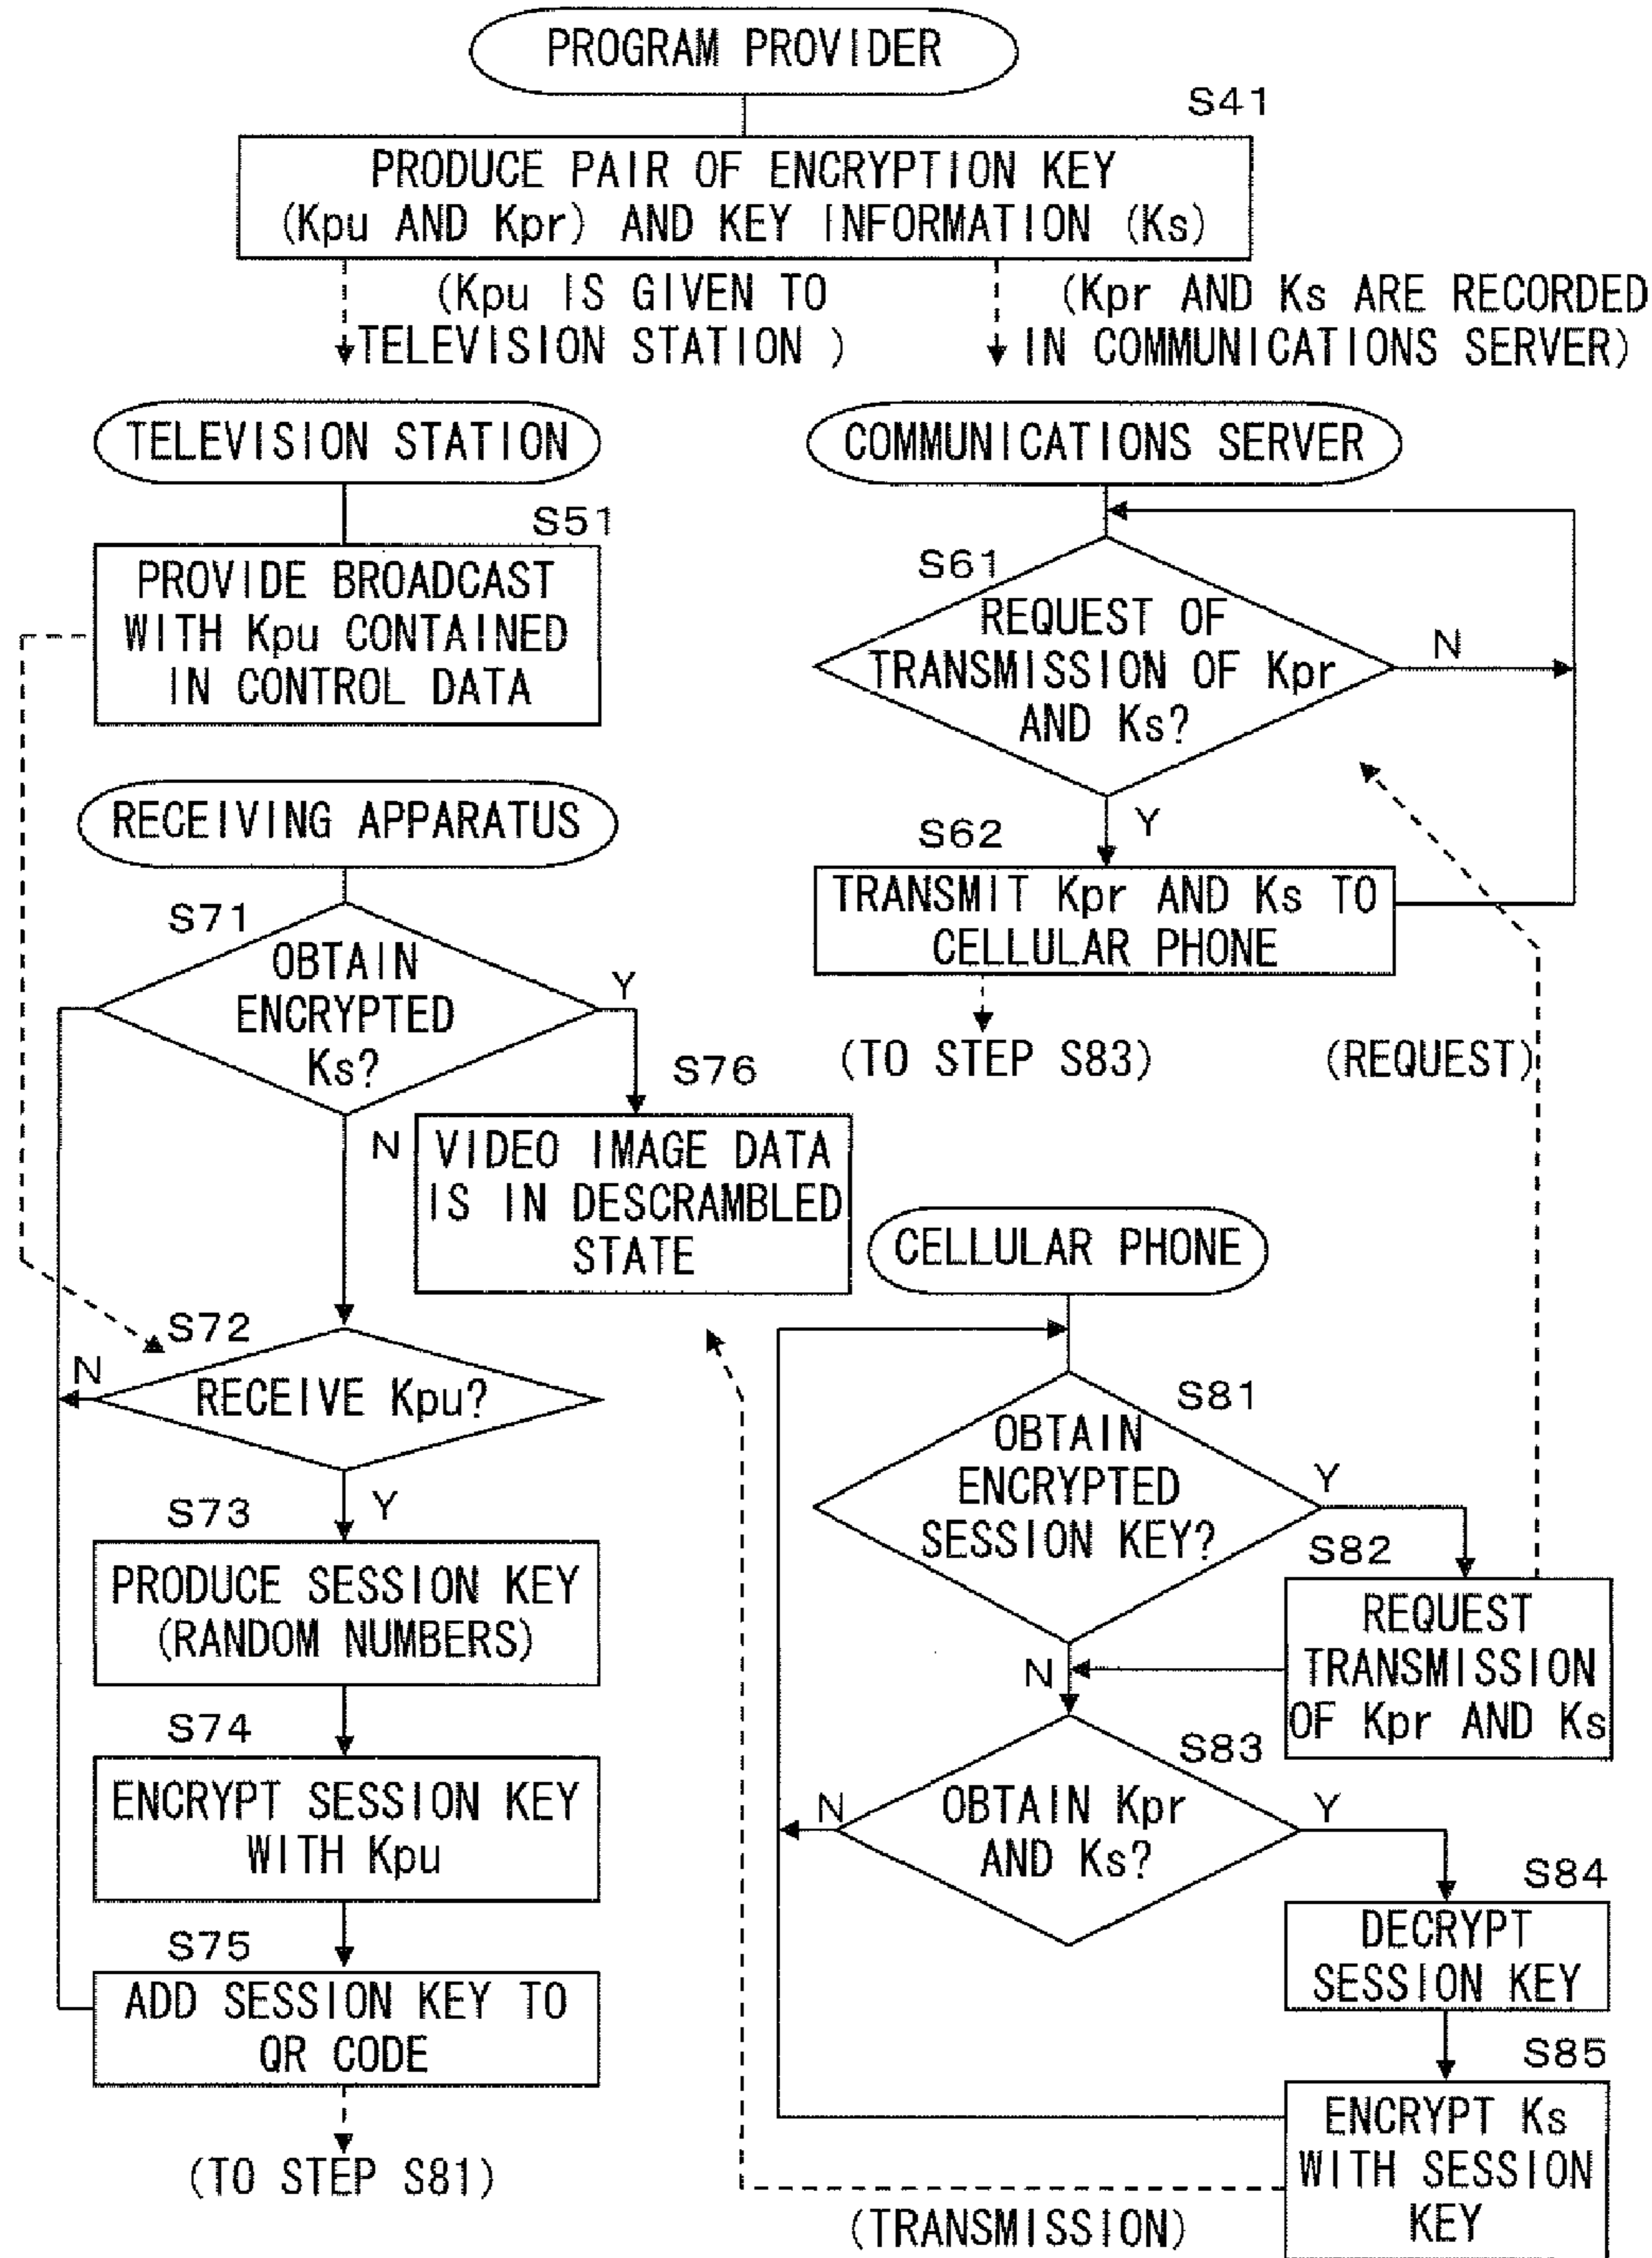 PROGRAM PROVIDER
S41
PRODUCE PAIR OF ENCRYPTION KEY
(Kpu AND Kpr) AND KEY INFORMATION (Ks)
(Kpu IS GIVEN TO
TELEVISION STATION )
(Kpr AND Ks ARE RECORDED
IN COMMUNICATIONS SERVER)
TELEVISION STATION
S51
PROVIDE BROADCAST
WITH Kpu CONTAINED
IN CONTROL DATA
COMMUNICATIONS SERVER
S61
REQUEST OF
TRANSMISSION OF Kpr
AND Ks?
N
Y
S62
TRANSMIT Kpr AND Ks TO
CELLULAR PHONE
(TO STEP S83)
(REQUEST)
RECEIVING APPARATUS
S71
OBTAIN
ENCRYPTED
Ks?
Y
N
S76
VIDEO IMAGE DATA
IS IN DESCRAMBLED
STATE
S72
RECEIVE Kpu?
N
Y
S73
PRODUCE SESSION KEY
(RANDOM NUMBERS)
S74
ENCRYPT SESSION KEY
WITH Kpu
S75
ADD SESSION KEY TO
QR CODE
(TO STEP S81)
CELLULAR PHONE
S81
OBTAIN
ENCRYPTED
SESSION KEY?
Y
N
S82
REQUEST
TRANSMISSION
OF Kpr AND Ks
S83
OBTAIN Kpr
AND Ks?
N
Y
S84
DECRYPT
SESSION KEY
S85
ENCRYPT Ks
WITH SESSION
KEY
(TRANSMISSION)